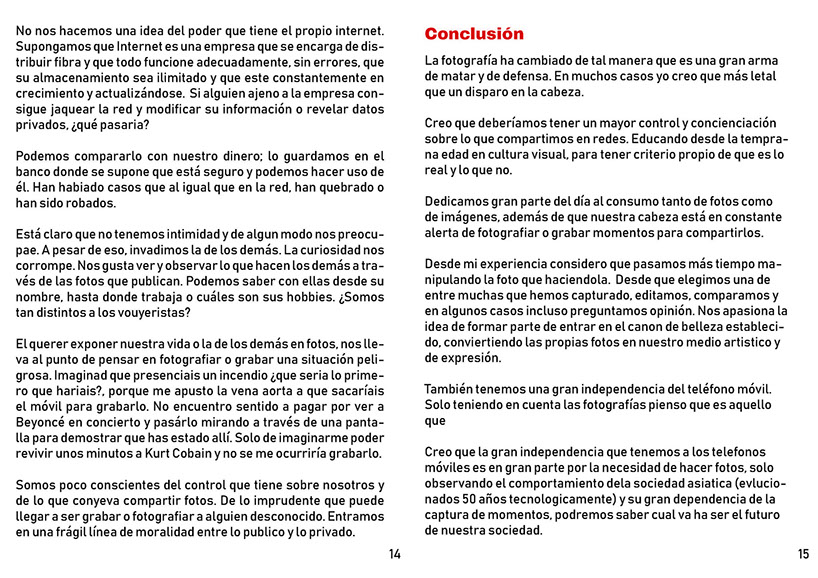 No nos hacemos una idea del poder que tiene el propio internet.
Supongamos que Internet es una empresa que se encarga de dis-
tribuir fibra y que todo funcione adecuadamente, sin errores, que
su almacenamiento sea ilimitado y que este constantemente en
crecimiento y actualizándose. Si alguien ajeno a la empresa con-
sigue jaquear la red y modificar su información o revelar datos
privados, ¿qué pasaria?
Podemos compararlo con nuestro dinero; lo guardamos en el
banco donde se supone que está seguro y podemos hacer uso de
él. Han habiado casos que al igual que en la red, han quebrado o
han sido robados.
Está claro que no tenemos intimidad y de algun modo nos preocu-
pae. A pesar de eso, invadimos la de los demás. La curiosidad nos
corrompe. Nos gusta ver y observar lo que hacen los demás a tra-
vés de las fotos que publican. Podemos saber con ellas desde su
nombre, hasta donde trabaja o cuáles son sus hobbies. ¿Somos
tan distintos a los vouyeristas?
El querer exponer nuestra vida o la de los demás en fotos, nos lle-
va al punto de pensar en fotografiar o grabar una situación peli-
grosa. Imaginad que presenciais un incendio ¿que seria lo prime-
ro que hariais?, porque me apusto la vena aorta a que sacaríais
el móvil para grabarlo. No encuentro sentido a pagar por ver a
Beyoncé en concierto y pasárlo mirando a través de una panta-
lla para demostrar que has estado allí. Solo de imaginarme poder
revivir unos minutos a Kurt Cobain y no se me ocurriría grabarlo.
Somos poco conscientes del control que tiene sobre nosotros y
de lo que conyeva compartir fotos. De lo imprudente que puede
llegar a ser grabar o fotografiar a alguien desconocido. Entramos
en una frágil línea de moralidad entre lo publico y lo privado.
14
Conclusión
La fotografía ha cambiado de tal manera que es una gran arma
de matar y de defensa. En muchos casos yo creo que más letal
que un disparo en la cabeza.
Creo que deberíamos tener un mayor control y concienciación
sobre lo que compartimos en redes. Educando desde la tempra-
na edad en cultura visual, para tener criterio propio de que es lo
real y lo que no.
Dedicamos gran parte del día al consumo tanto de fotos como
de imágenes, además de que nuestra cabeza está en constante
alerta de fotografiar o grabar momentos para compartirlos.
Desde mi experiencia considero que pasamos más tiempo ma-
nipulando la foto que haciendola. Desde que elegimos una de
entre muchas que hemos capturado, editamos, comparamos y
en algunos casos incluso preguntamos opinión. Nos apasiona la
idea de formar parte de entrar en el canon de belleza estableci-
do, conviertiendo las propias fotos en nuestro medio artistico y
de expresión.
También tenemos una gran independencia del teléfono móvil.
Solo teniendo en cuenta las fotografías pienso que es aquello
que
Creo que la gran independencia que tenemos a los telefonos
móviles es en gran parte por la necesidad de hacer fotos, solo
observando el comportamiento dela sociedad asiatica (evlucio-
nados 50 años tecnologicamente) y su gran dependencia de la
captura de momentos, podremos saber cual va ha ser el futuro
de nuestra sociedad.
15